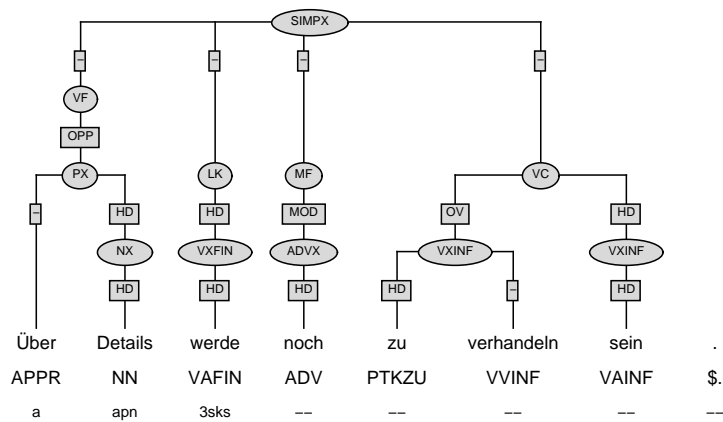 SIMPX
– – – –
VF
OPP
PX LK MF VC
– HD HD MOD OV HD
NX VXFIN ADVX VXINF VXINF
HD HD HD HD – HD
Über Details werde noch zu verhandeln sein .
APPR NN VAFIN ADV PTKZU VVINF VAINF $.
a apn 3sks –– –– –– –– ––